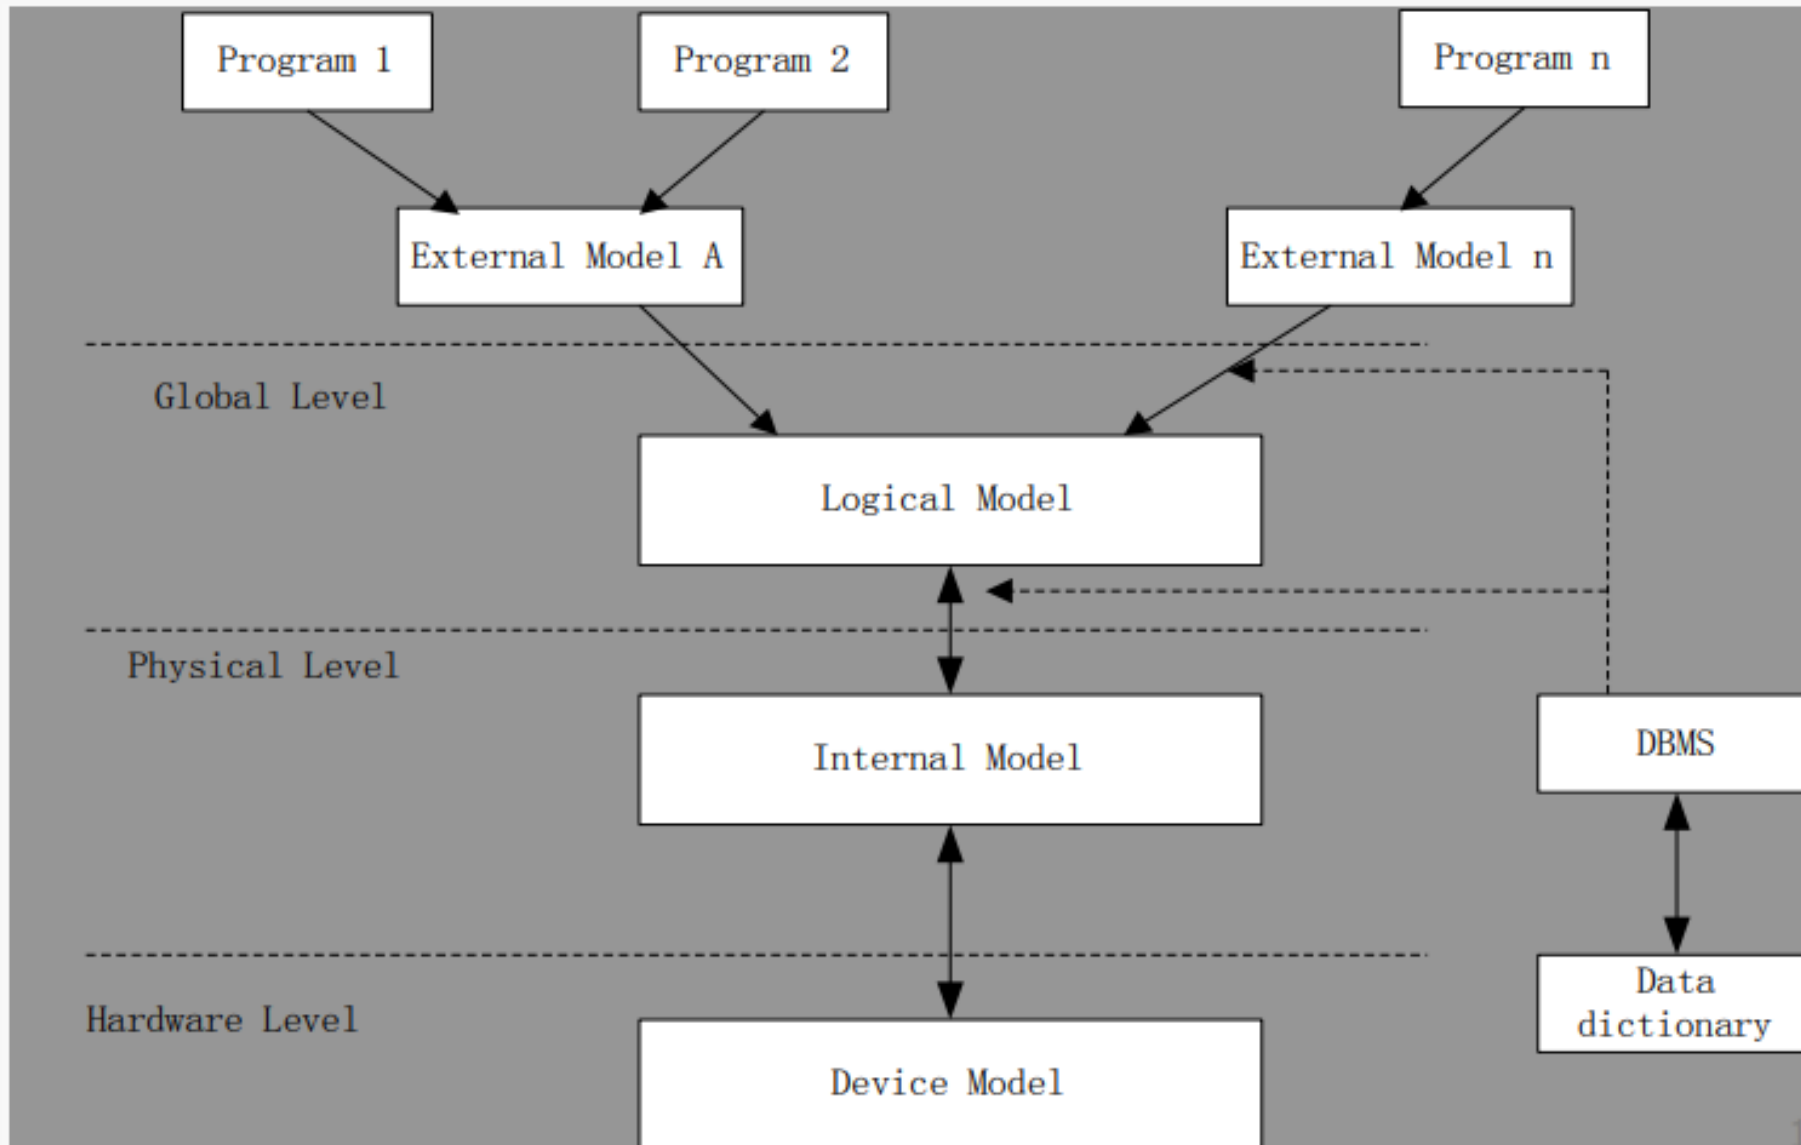 Program 1
Program 2
Program n
External Model A
External Model n
Global Level
Logical Model
Physical Level
Internal Model
DBMS
Data
dictionary
Hardware Level
Device Model